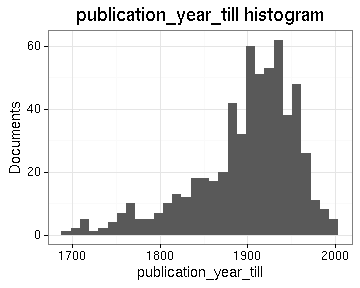 publication_year_till histogram
Documents
60
40
20
0
1700 1800 1900 2000
publication_year_till